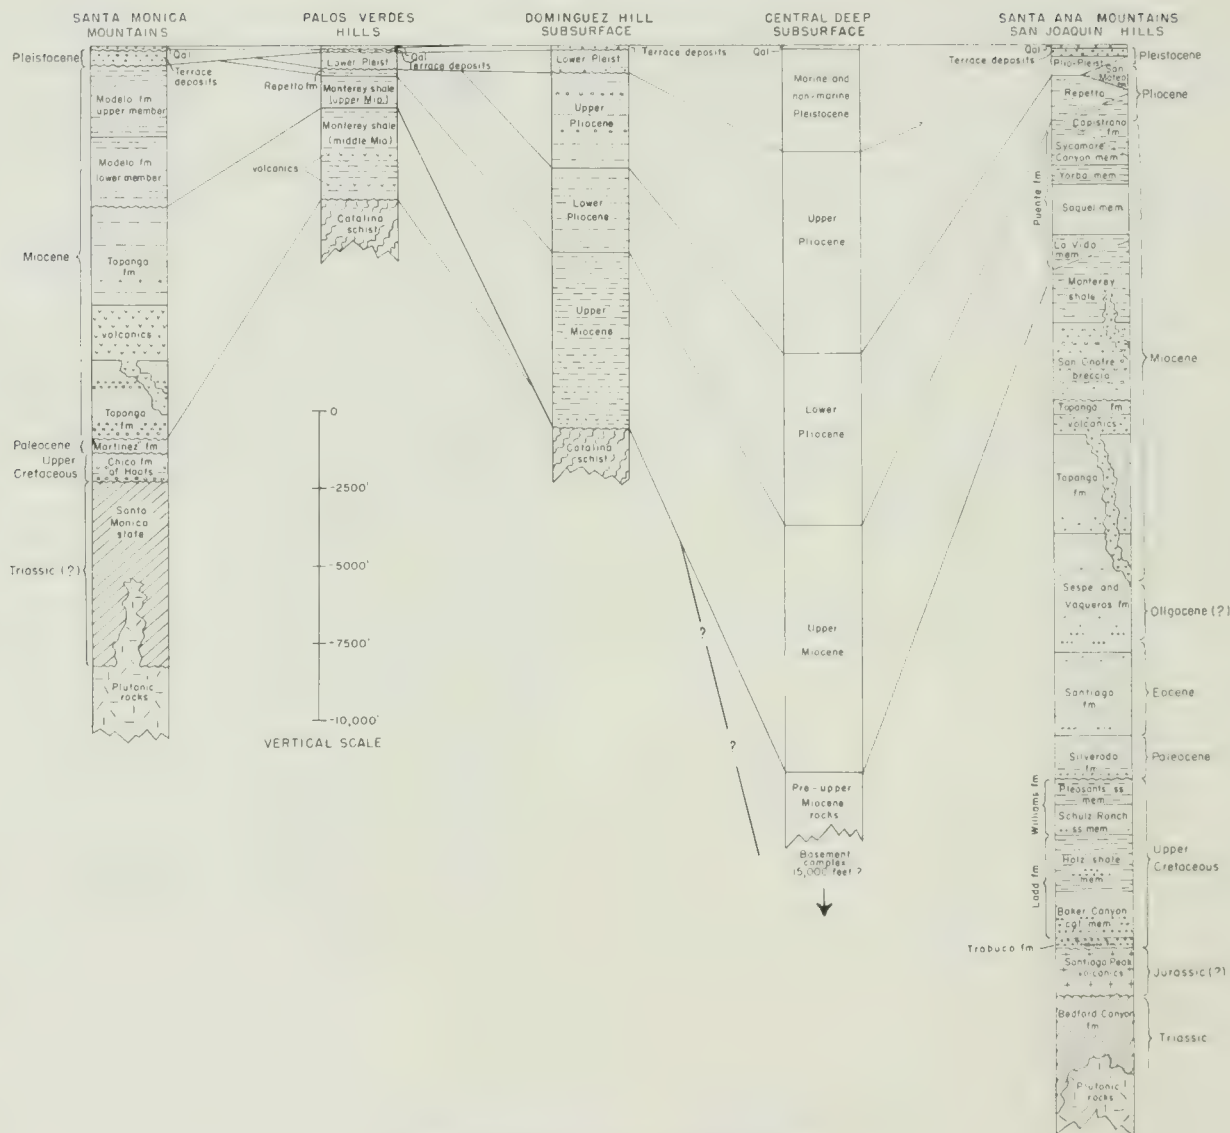 SANTA MONICA
MOUNTAINS
Pleistocene
Qal
Terrace
deposits
Modelo fm
upper member
Modelo fm
lower member
Miocene
Topanga
fm
volcanics
Topanga
fm
Paleocene
Martinez fm
Upper
Cretaceous
Chico fm
of Hoots
Santa
Monica
slate
Triassic (?)
Plutonic
rocks
PALOS VERDES
HILLS
Lower Pleist
Qal
Terrace deposits
Repetto fm
Monterey shale
(upper Mio.)
Monterey shale
(middle Mio)
volcanics
Catalina
schist
0
-2500'
-5000'
-7500'
-10,000'
VERTICAL SCALE
DOMINGUEZ HILL
SUBSURFACE
Terrace deposits
Lower Pleist
Upper
Pliocene
Lower
Pliocene
Upper
Miocene
Catalina
schist
?
?
CENTRAL DEEP
SUBSURFACE
Qal
Marine and
non-marine
Pleistocene
?
Upper
Pliocene
Lower
Pliocene
Upper
Miocene
Pre-upper
Miocene
rocks
Basement
complex
15,000 feet ?
SANTA ANA MOUNTAINS
SAN JOAQUIN HILLS
Qal
Terrace deposits
Pleistocene
Plio-Pleist
San
Mateo
Repetto
Pliocene
Capistrano
fm
Sycamore
Canyon mem
Yorba mem
Puente fm
Soquel mem
La Vida
mem
Monterey
shale
Miocene
San Onofre
breccia
Topanga fm
volcanics
Topanga
fm
Sespe and
Vaqueros fm
Oligocene (?)
Santiago
fm
Eocene
Silverado
fm
Paleocene
Williams fm
Pleasants ss
mem
Schulz Ranch
ss mem
Ladd fm
Holz shale
mem
Upper
Cretaceous
Baker Canyon
cgl mem
Trabuco fm
Santiago Peak
volcanics
Jurassic (?)
Bedford Canyon
fm
Triassic
Plutonic
rocks